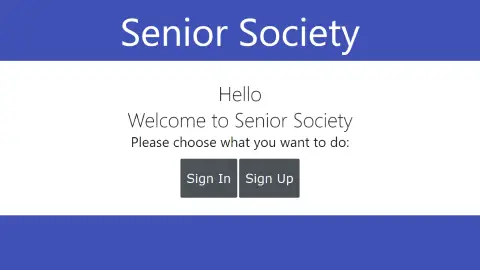 Senior Society
Hello
Welcome to Senior Society
Please choose what you want to do:
Sign In Sign Up